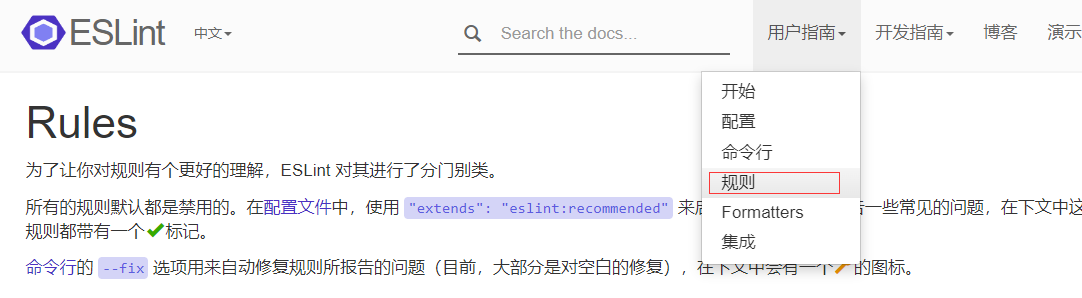 ESLint 中文 Search the docs... 用户指南 开发指南 博客 演示
开始
配置
命令行
规则
Formatters
集成
Rules
为了让你对规则有个更好的理解，ESLint 对其进行了分门别类。
所有的规则默认都是禁用的。在配置文件中，使用 "extends": "eslint:recommended" 来 后一些常见的问题，在下文中这
规则都带有一个 标记。
命令行的 --fix 选项用来自动修复规则所报告的问题（目前，大部分是对空白的修复），在下文中会有一个 的图标。